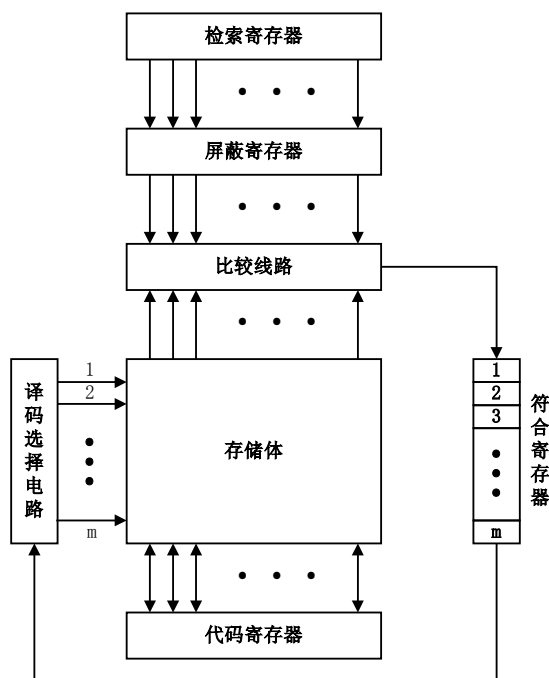 检索寄存器
屏蔽寄存器
比较线路
译码选择电路
1
2
m
存储体
1
2
3
m
符合寄存器
代码寄存器